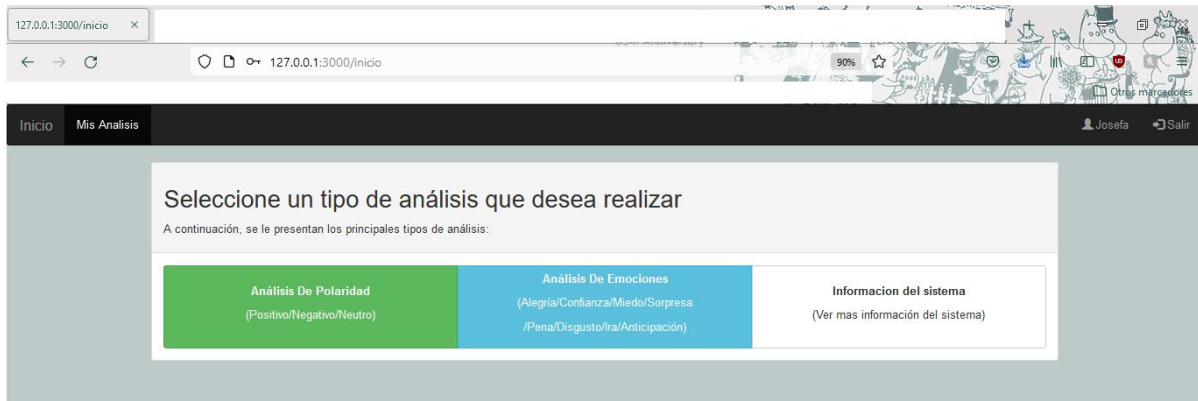 127.0.0.1:3000/inicio
127.0.0.1:3000/inicio 90%
Otros marcadores
Inicio Mis Analisis Josefa Salir
Seleccione un tipo de análisis que desea realizar
A continuación, se le presentan los principales tipos de análisis:
Análisis De Polaridad
(Positivo/Negativo/Neutro)
Análisis De Emociones
(Alegría/Confianza/Miedo/Sorpresa
/Pena/Disgusto/Ira/Anticipación)
Informacion del sistema
(Ver mas información del sistema)